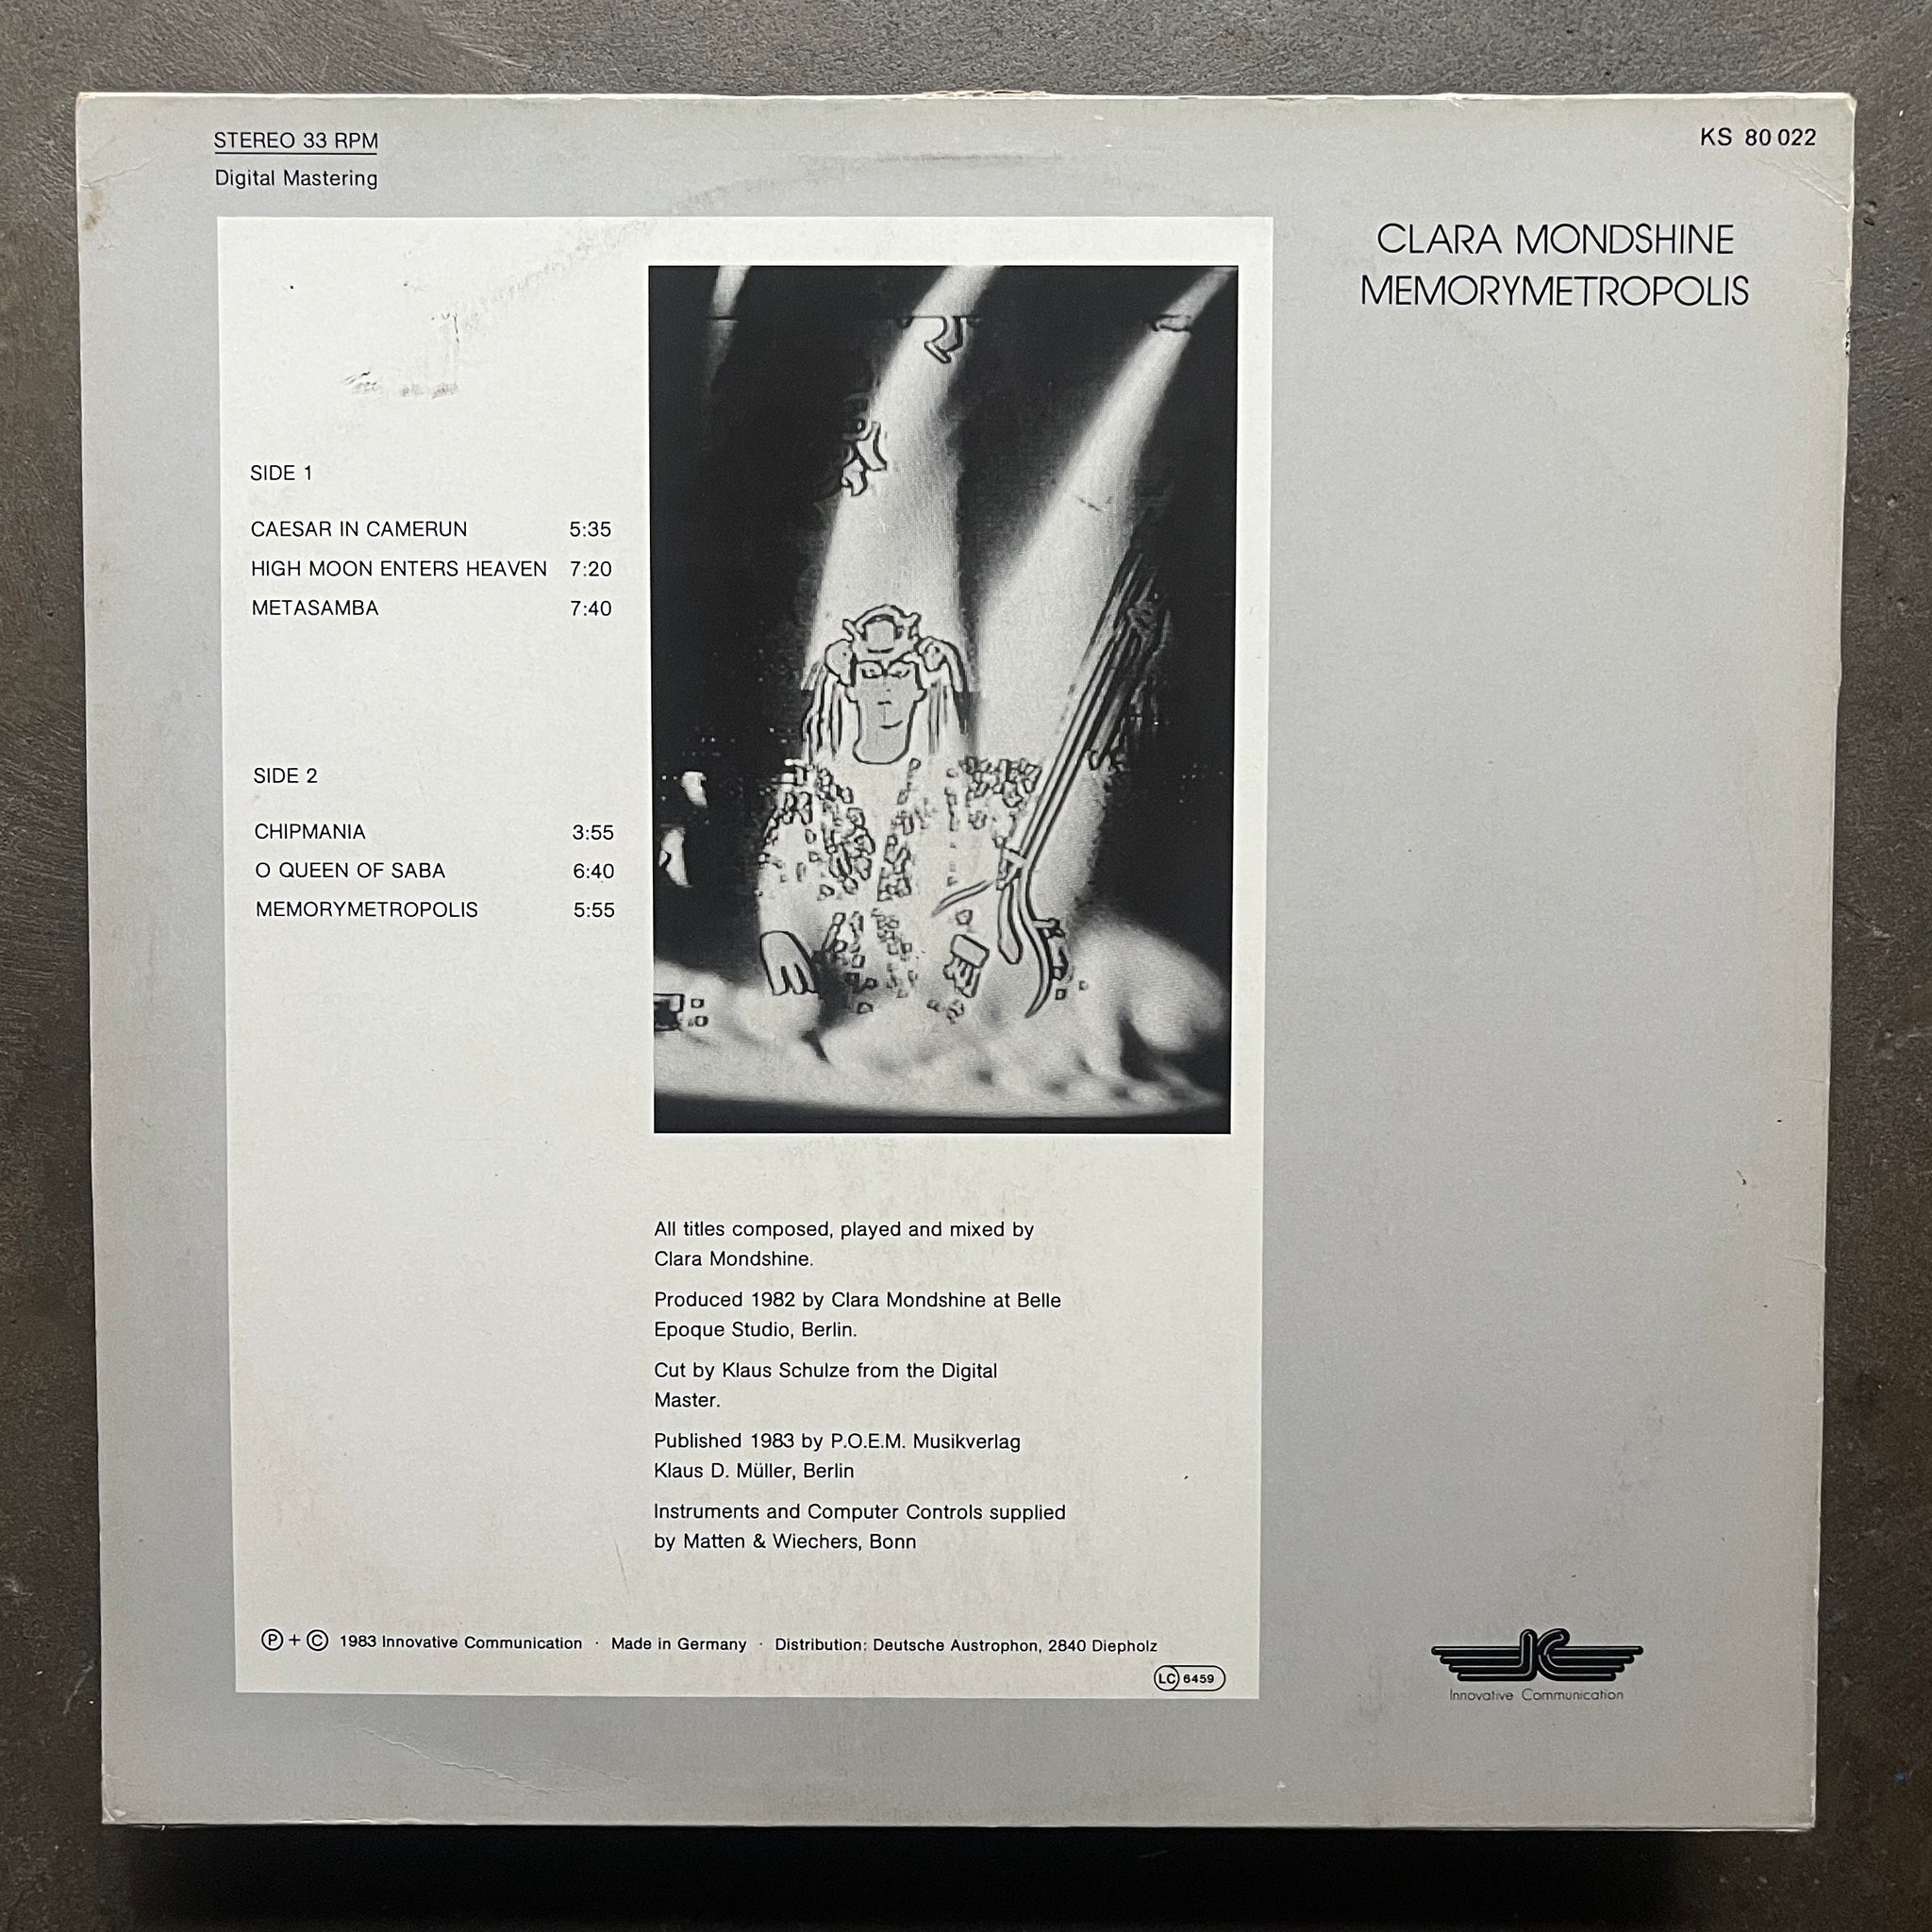 STEREO 33 RPM
Digital Mastering
KS 80 022
CLARA MONDSHINE
MEMORYMETROPOLIS
SIDE 1
CAESAR IN CAMERUN 5:35
HIGH MOON ENTERS HEAVEN 7:20
METASAMBA 7:40
SIDE 2
CHIPMANIA 3:55
O QUEEN OF SABA 6:40
MEMORYMETROPOLIS 5:55
All titles composed, played and mixed by
Clara Mondshine.
Produced 1982 by Clara Mondshine at Belle
Epoque Studio, Berlin.
Cut by Klaus Schulze from the Digital
Master.
Published 1983 by P.O.E.M. Musikverlag
Klaus D. Müller, Berlin
Instruments and Computer Controls supplied
by Matten & Wiechers, Bonn
Ⓟ + © 1983 Innovative Communication · Made in Germany · Distribution: Deutsche Austrophon, 2840 Diepholz
LC 6459
IC
Innovative Communication